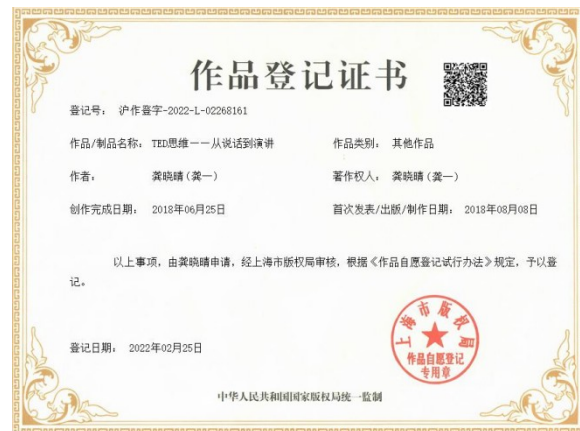 作品登记证书
登记号： 沪作登字-2022-L-02268161
作品/制品名称： TED思维——从说话到演讲 作品类别： 其他作品
作者： 龚晓晴(龚一) 著作权人： 龚晓晴(龚一)
创作完成日期： 2018年06月25日 首次发表/出版/制作日期： 2018年08月08日
以上事项，由龚晓晴申请，经上海市版权局审核，根据《作品自愿登记试行办法》规定，予以登
记。
登记日期： 2022年02月25日
上海市版权局
作品自愿登记
专用章
中华人民共和国国家版权局统一监制